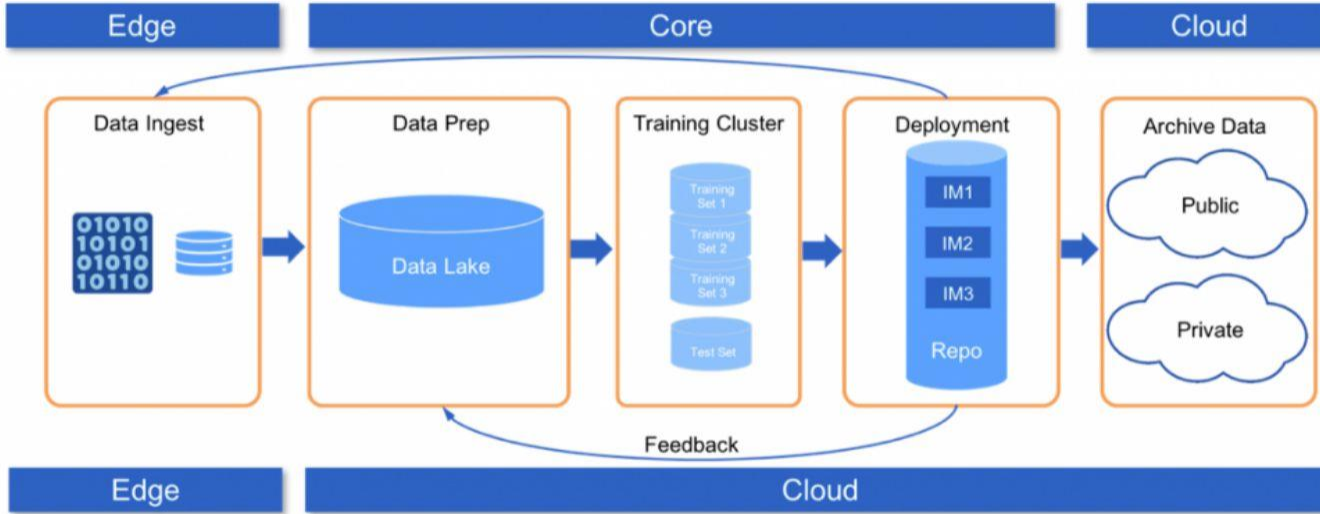 Edge
Core
Cloud
Data Ingest
Data Prep
Training Cluster
Deployment
Archive Data
01010
10101
01010
10110
Data Lake
Training
Set 1
Training
Set 2
Training
Set 3
Test Set
IM1
IM2
IM3
Repo
Public
Private
Feedback
Edge
Cloud